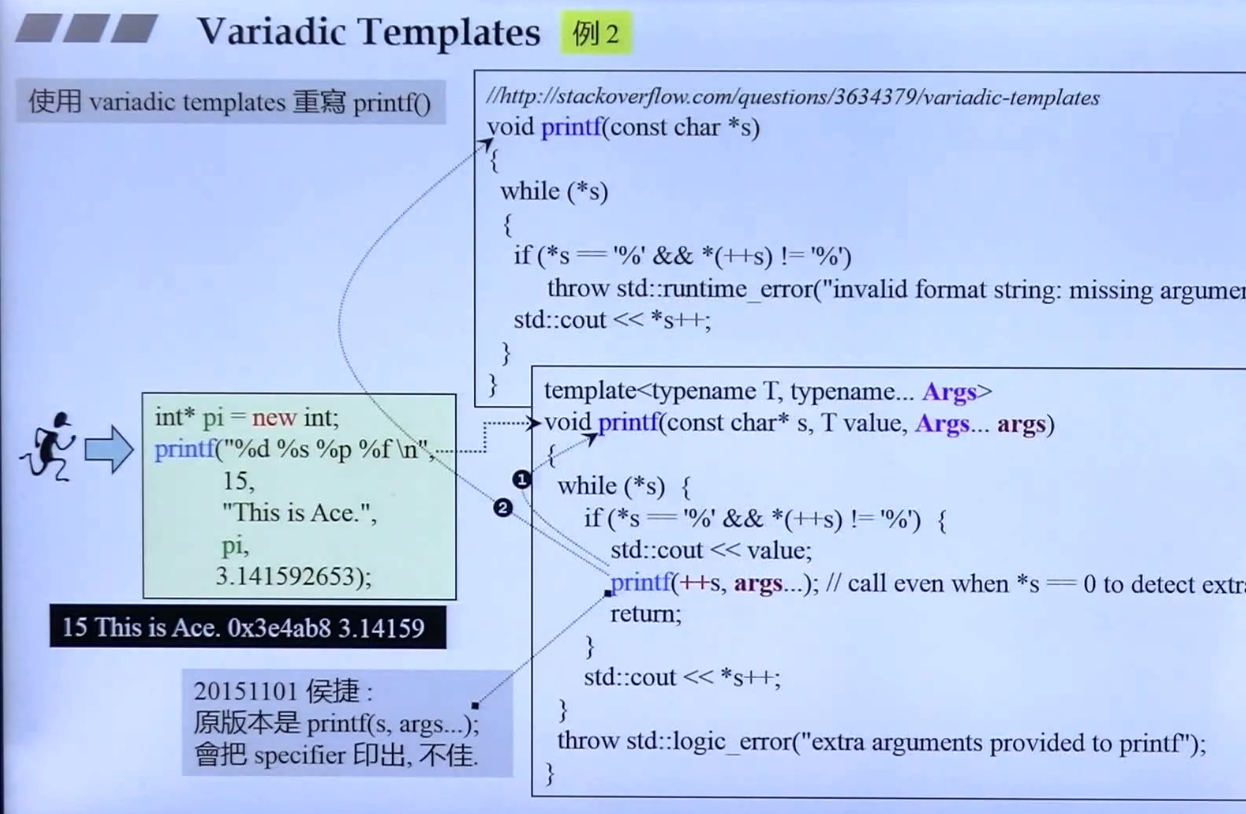 Variadic Templates 例 2
使用 variadic templates 重寫 printf()
//http://stackoverflow.com/questions/3634379/variadic-templates
void printf(const char *s)
{
while (*s)
{
if (*s == '%' && *(++s) != '%')
throw std::runtime_error("invalid format string: missing
std::cout << *s++;
}
}
int* pi = new int;
printf("%d %s %p %f \n",
15,
"This is Ace.",
pi,
3.141592653);
15 This is Ace. 0x3e4ab8 3.14159
20151101 侯捷 :
原版本是 printf(s, args...);
會把 specifier 印出, 不佳.
1
2
template<typename T, typename... Args>
void printf(const char* s, T value, Args... args)
{
while (*s) {
if (*s == '%' && *(++s) != '%') {
std::cout << value;
printf(++s, args...); // call even when *s == 0 to detect
return;
}
std::cout << *s++;
}
throw std::logic_error("extra arguments provided to printf");
}